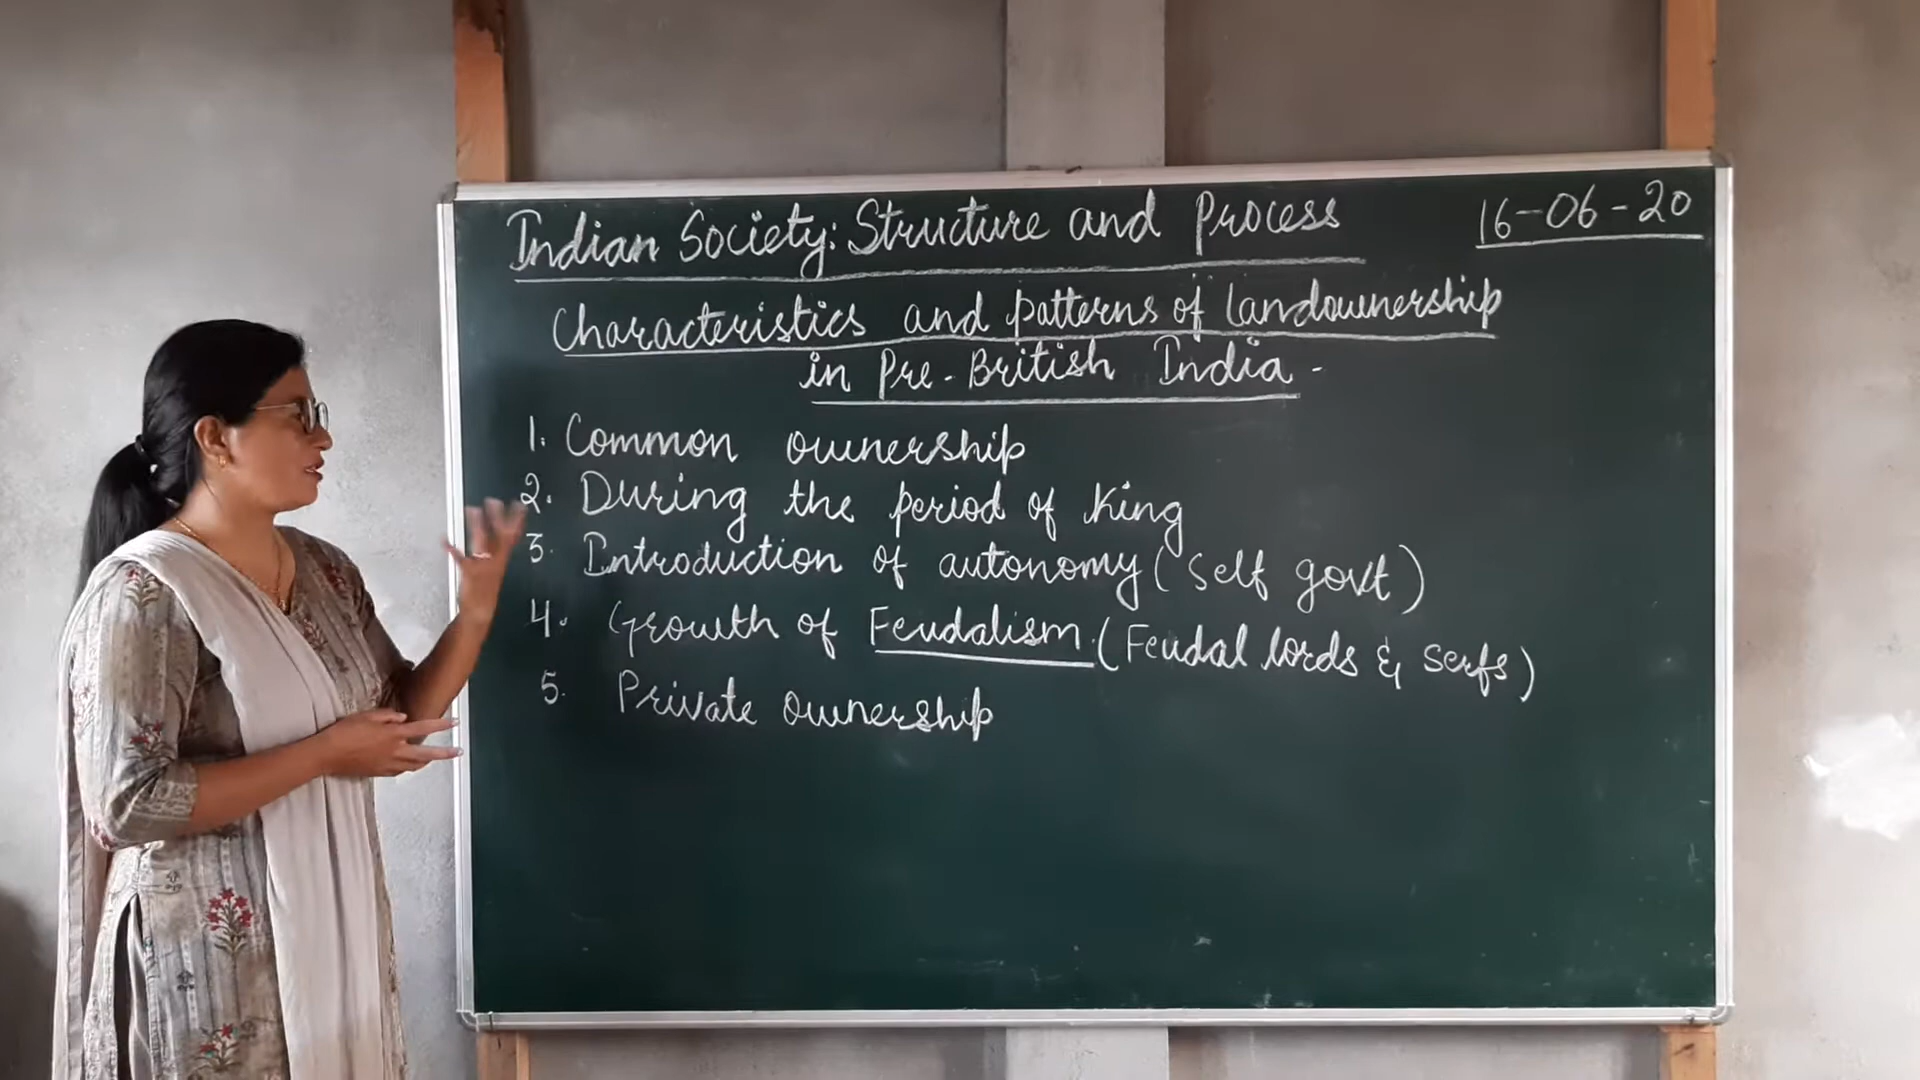 Indian Society: Structure and Process
16-06-20
Characteristics and patterns of landownership
in Pre-British India -
1. Common ownership
2. During the period of King
3. Introduction of autonomy (Self govt)
4. Growth of Feudalism (Feudal lords & serfs)
5. Private ownership